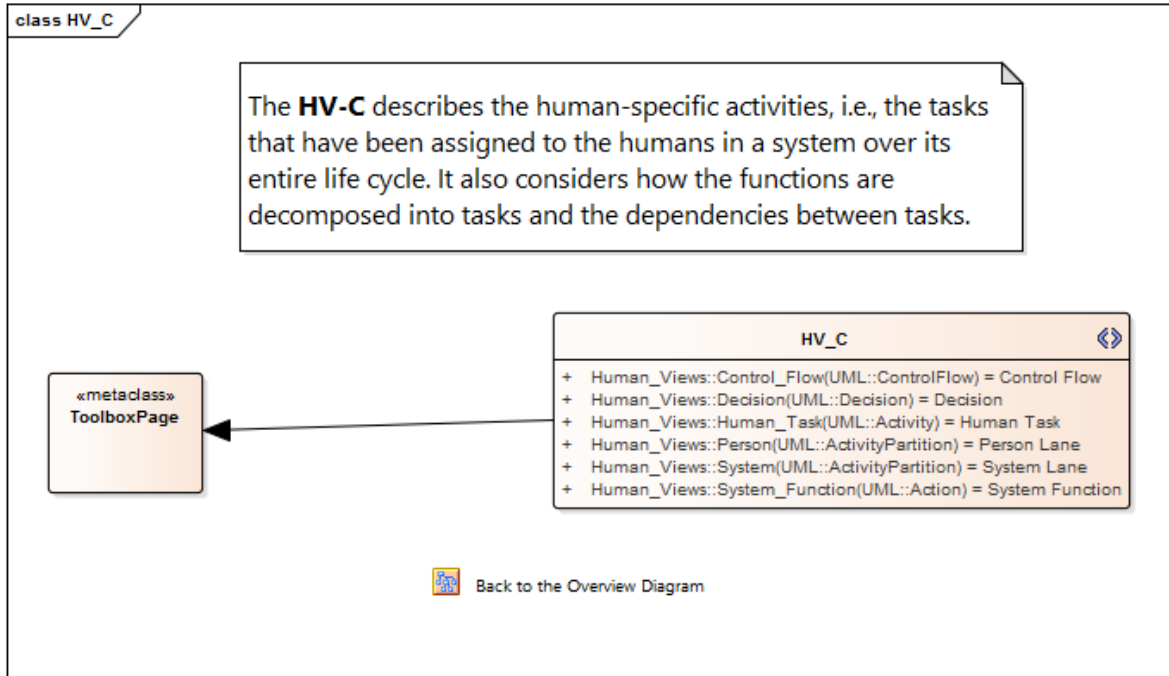 class HV_C
The HV-C describes the human-specific activities, i.e., the tasks
that have been assigned to the humans in a system over its
entire life cycle. It also considers how the functions are
decomposed into tasks and the dependencies between tasks.
«metaclass»
ToolboxPage
HV_C
+ Human_Views::Control_Flow(UML::ControlFlow) = Control Flow
+ Human_Views::Decision(UML::Decision) = Decision
+ Human_Views::Human_Task(UML::Activity) = Human Task
+ Human_Views::Person(UML::ActivityPartition) = Person Lane
+ Human_Views::System(UML::ActivityPartition) = System Lane
+ Human_Views::System_Function(UML::Action) = System Function
Back to the Overview Diagram